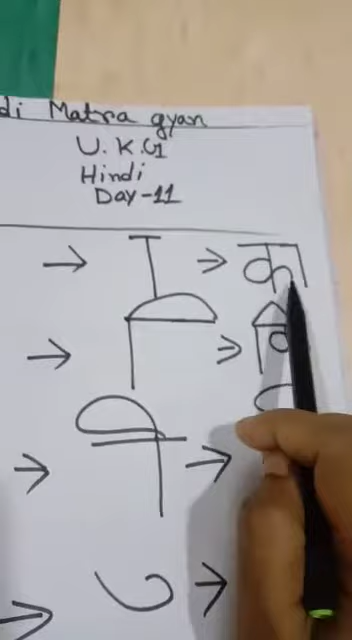 di Matra gyan
U.K.G
Hindi
Day-11
→ ा ⇒ का
→ ि ⇒
→ ी →
→ ु →